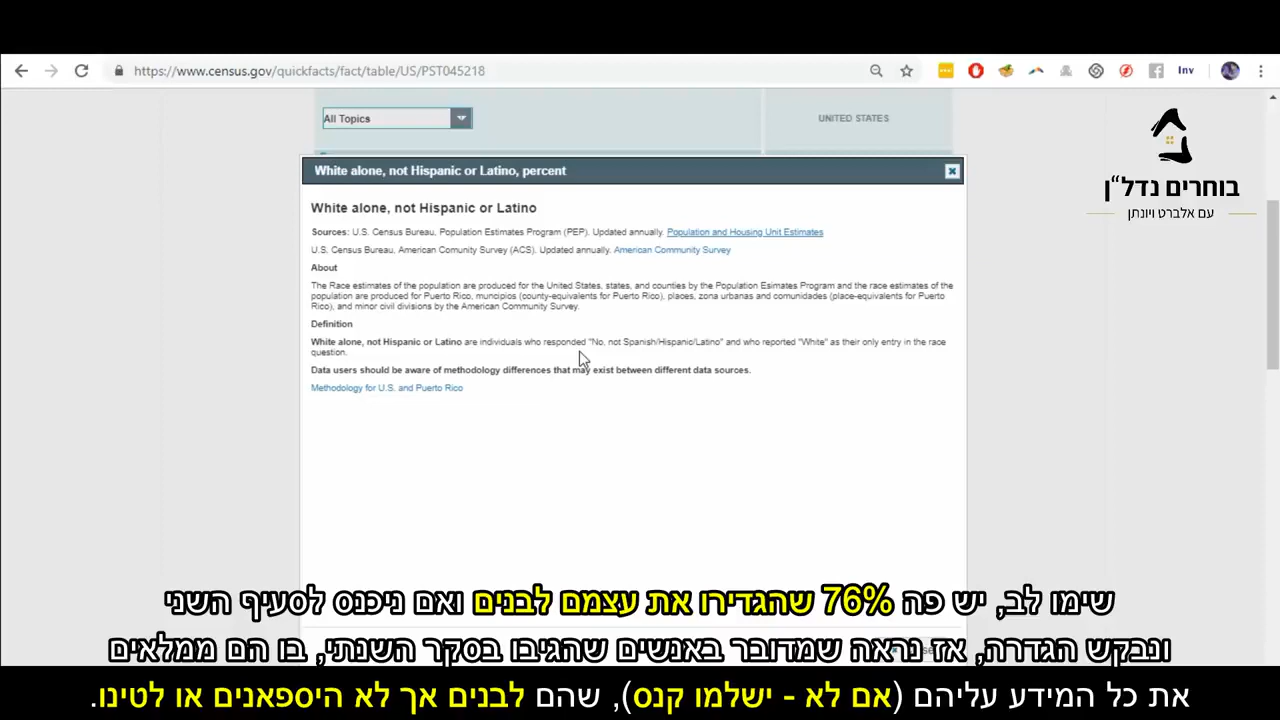 https://www.census.gov/quickfacts/fact/table/US/PST045218
Inv
All Topics
UNITED STATES
בוחרים נדל“ן
עם אלברט ויונתן
White alone, not Hispanic or Latino, percent
White alone, not Hispanic or Latino
Sources: U.S. Census Bureau, Population Estimates Program (PEP). Updated annually. Population and Housing Unit Estimates
U.S. Census Bureau, American Comunity Survey (ACS). Updated annually. American Community Survey
About
The Race estimates of the population are produced for the United States, states, and counties by the Population Esimates Program and the race estimates of the
population are produced for Puerto Rico, municipios (county-equivalents for Puerto Rico), places, zona urbanas and comunidades (place-equivalents for Puerto
Rico), and minor civil divisions by the American Community Survey.
Definition
White alone, not Hispanic or Latino are individuals who responded "No, not Spanish/Hispanic/Latino" and who reported "White" as their only entry in the race
question.
Data users should be aware of methodology differences that may exist between different data sources.
Methodology for U.S. and Puerto Rico
שימו לב, יש פה 76% שהגדירו את עצמם לבנים ואם ניכנס לסעיף השני
ונבקש הגדרה, אז נראה שמדובר באנשים שהגיבו בסקר השנתי, בו הם ממלאים
את כל המידע עליהם (אם לא - ישלמו קנס), שהם לבנים אך לא היספאנים או לטינו.